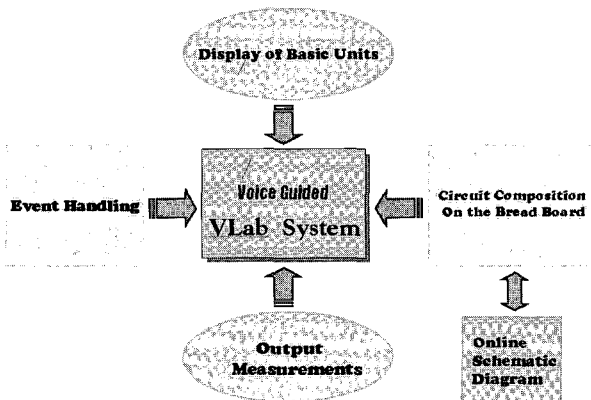 Display of Basic Units
Event Handling
Voice Guided
VLab System
Circuit Composition
On the Bread Board
Output
Measurements
Online
Schematic
Diagram